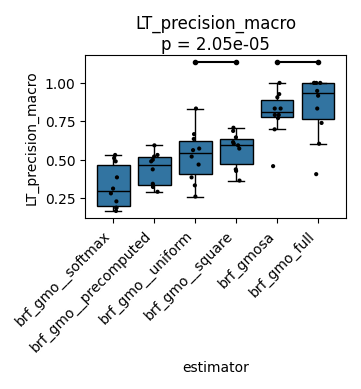 LT_precision_macro
p = 2.05e-05
LT_precision_macro
1.00
0.75
0.50
0.25
brf_gmo__softmax
brf_gmo__precomputed
brf_gmo__uniform
brf_gmo__square
brf_gmosa
brf_gmo_full
estimator